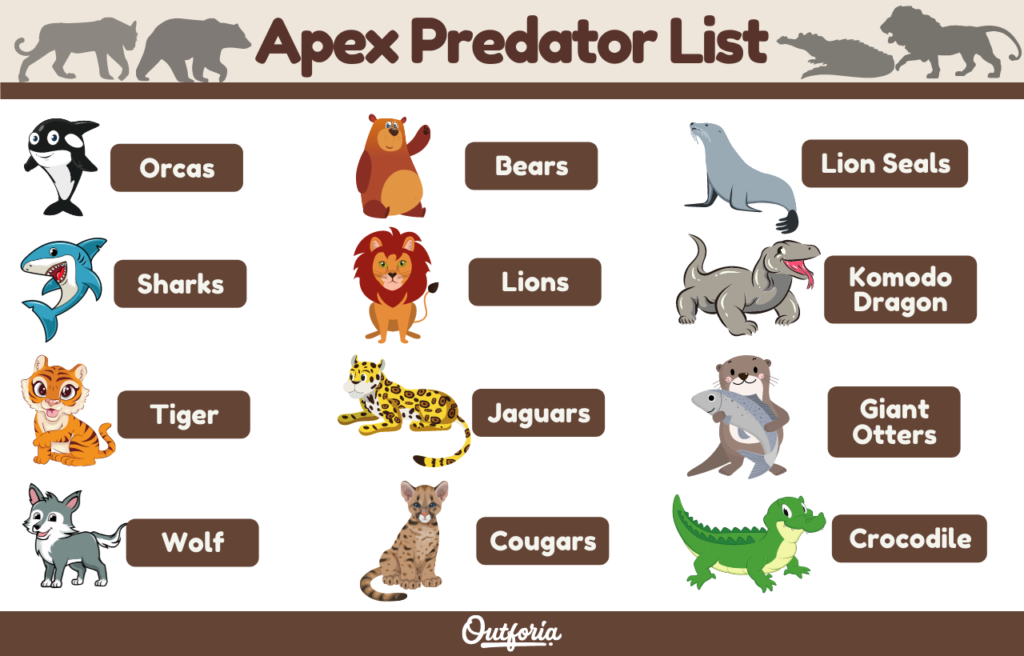 Apex Predator List
Orcas
Bears
Lion Seals
Sharks
Lions
Komodo
Dragon
Tiger
Jaguars
Giant
Otters
Wolf
Cougars
Crocodile
Outforia